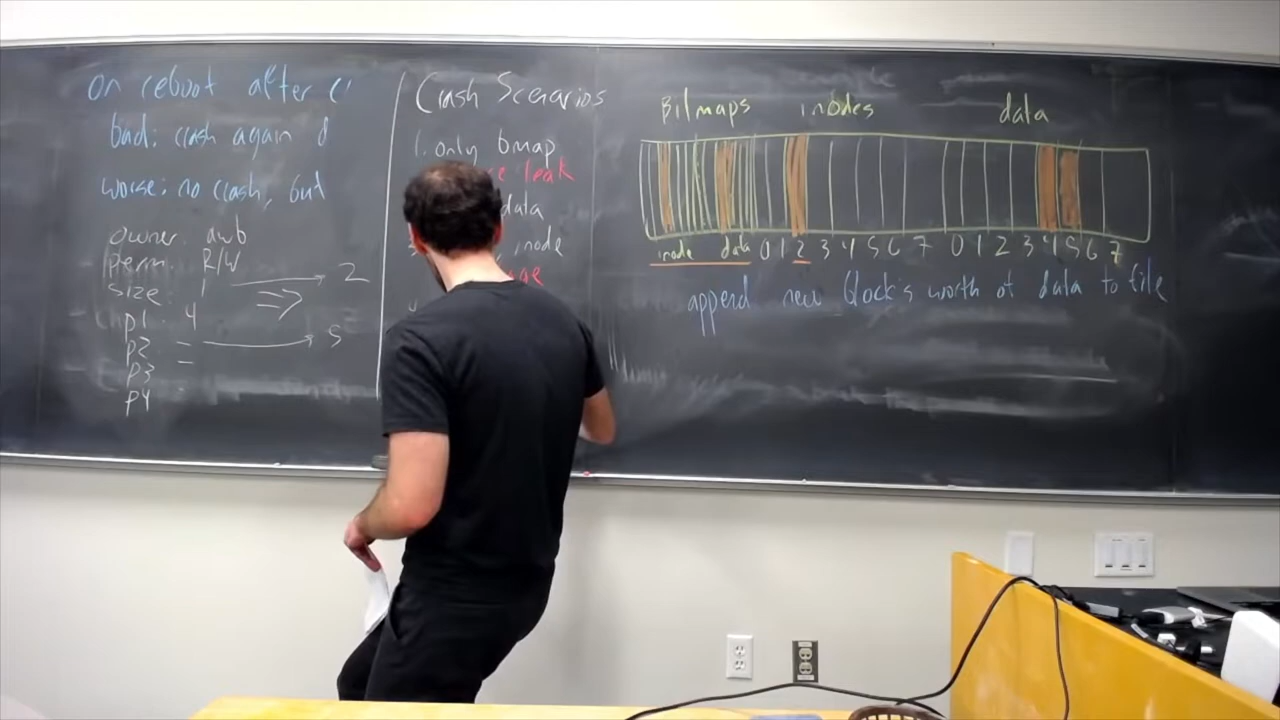 On reboot after
bad: crash again
worse: no crash, but
owner: awb
perm: R/W
size: 1 → 2
⇒
p1: 4
p2: = → 5
p3 =
p4
Crash Scenarios
1. only bmap
leak
data
, node
4
Bitmaps inodes data
inode data 0 1 2 3 4 5 6 7 0 1 2 3 4 5 6 7
append new block's worth of data to file